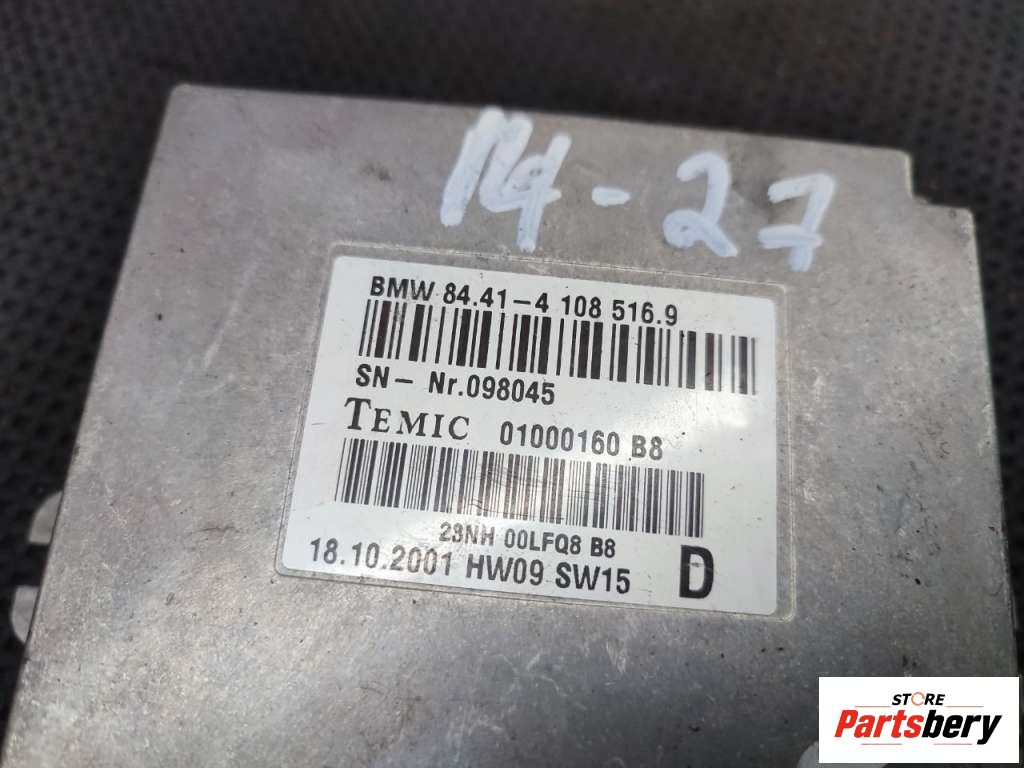 14-27
BMW 84.41-4 108 516.9
SN- Nr.098045
TEMIC 01000160 B8
23NH 00LFQ8 B8
18.10.2001 HW09 SW15 D
STORE
Partsbery